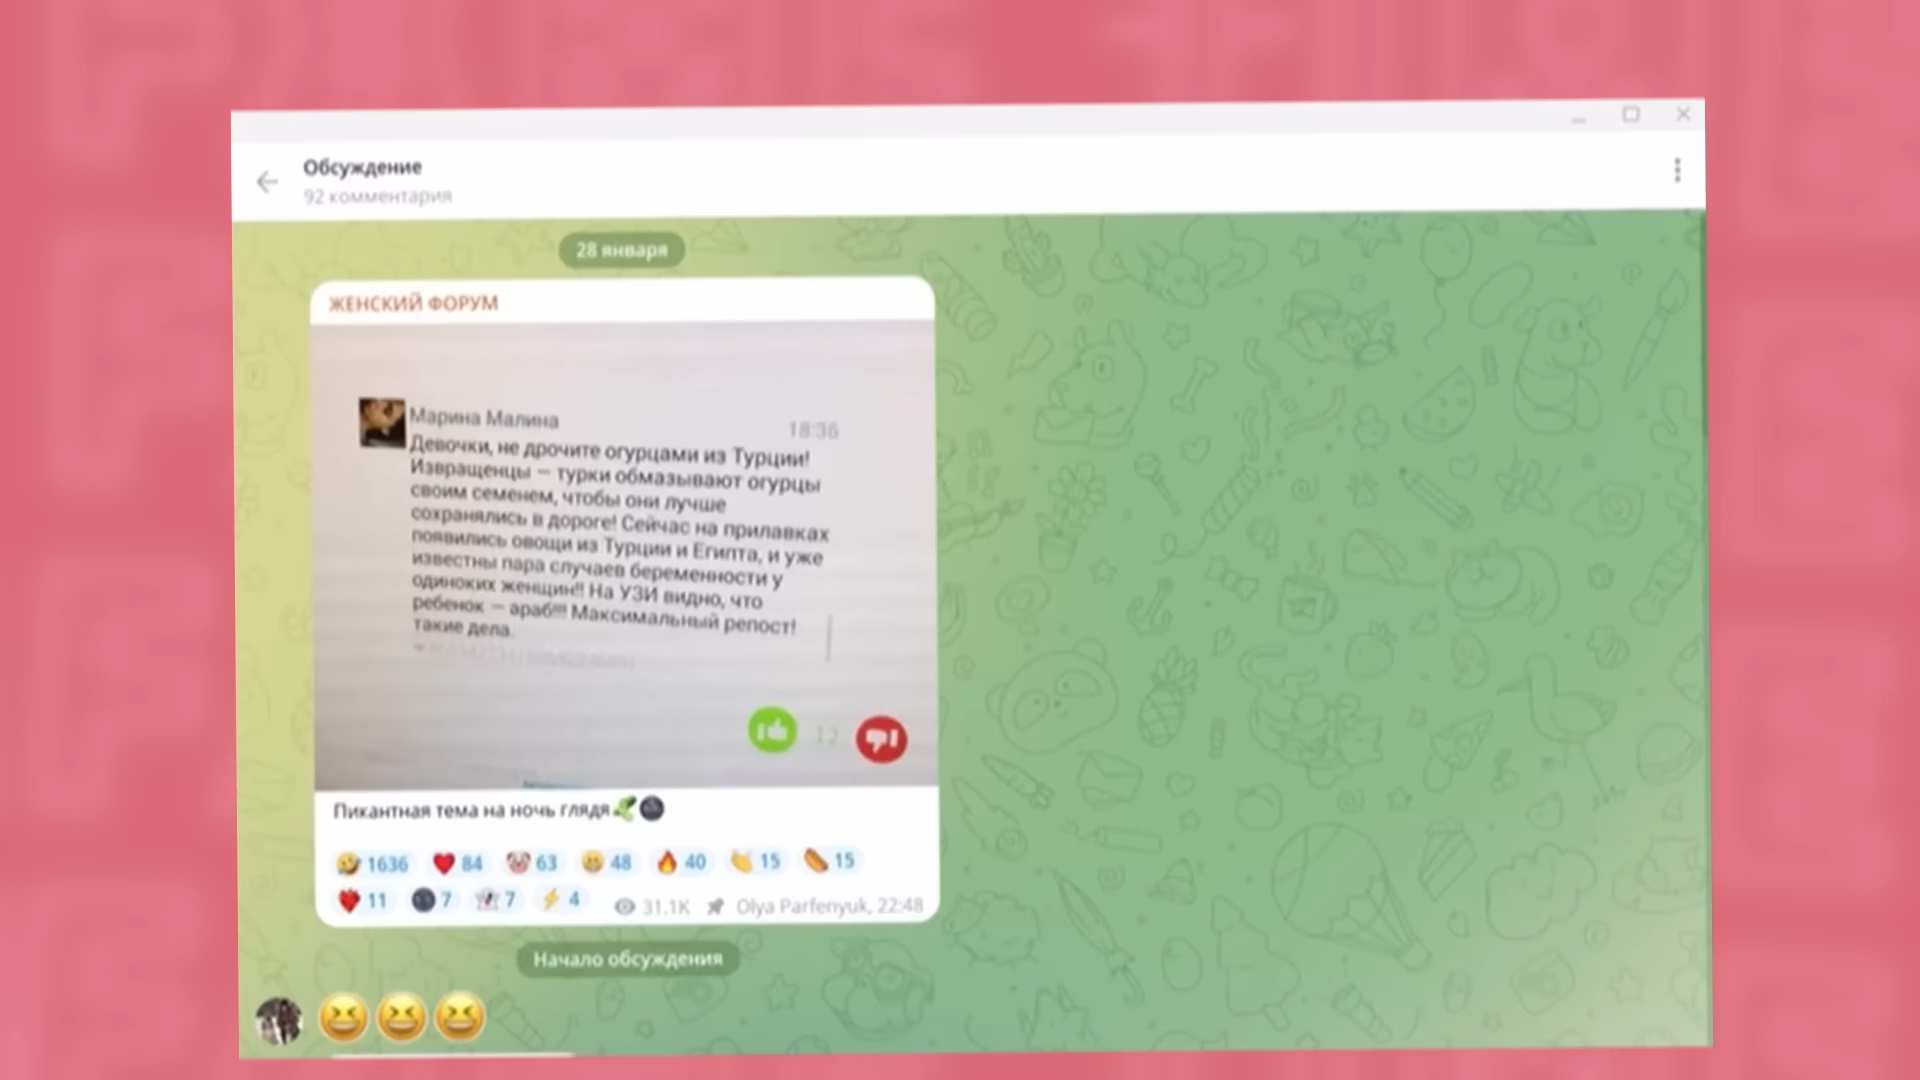 Обсуждение
92 комментария
28 января
ЖЕНСКИЙ ФОРУМ
Марина Малина
18:36
Девочки, не дрочите огурцами из Турции!
Извращенцы — турки обмазывают огурцы
своим семенем, чтобы они лучше
сохранялись в дороге! Сейчас на прилавках
появились овощи из Турции и Египта, и уже
известны пара случаев беременности у
одиноких женщин!! На УЗИ видно, что
ребенок — араб!!! Максимальный репост!
такие дела.
12
Пикантная тема на ночь глядя
1636 84 63 48 40 15 15
11 7 7 4 31.1K Olya Parfenyuk, 22:48
Начало обсуждения